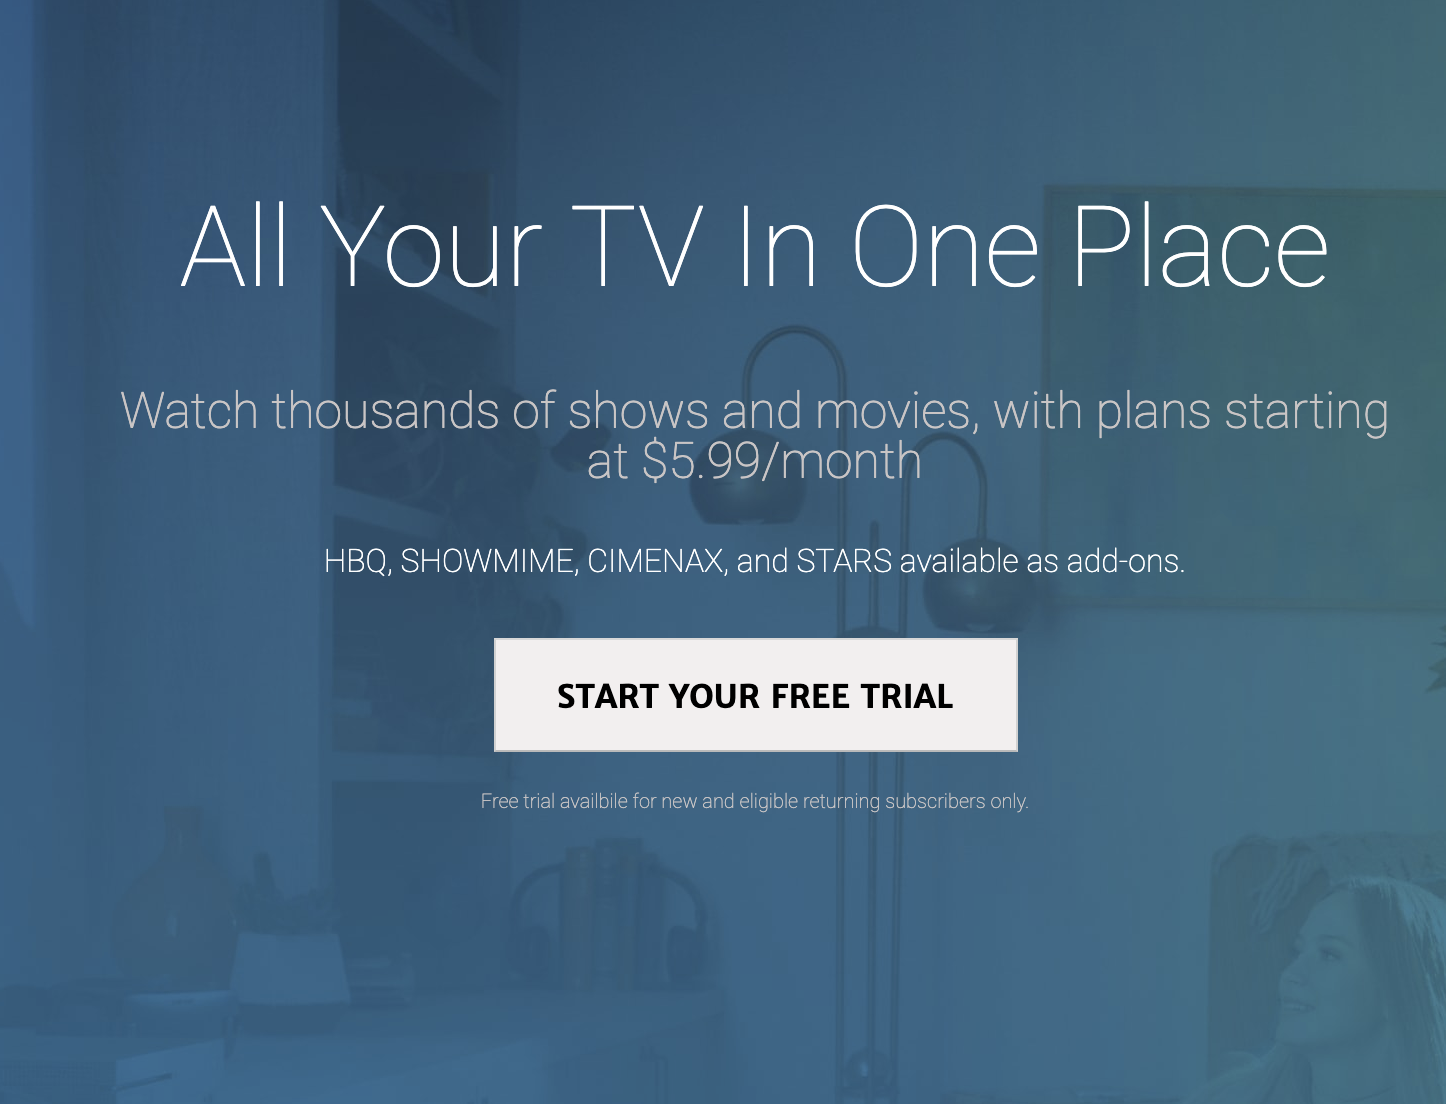 All Your TV In One Place
Watch thousands of shows and movies, with plans starting
at $5.99/month
HBQ, SHOWMIME, CIMENAX, and STARS available as add-ons.
START YOUR FREE TRIAL
Free trial availbile for new and eligible returning subscribers only.